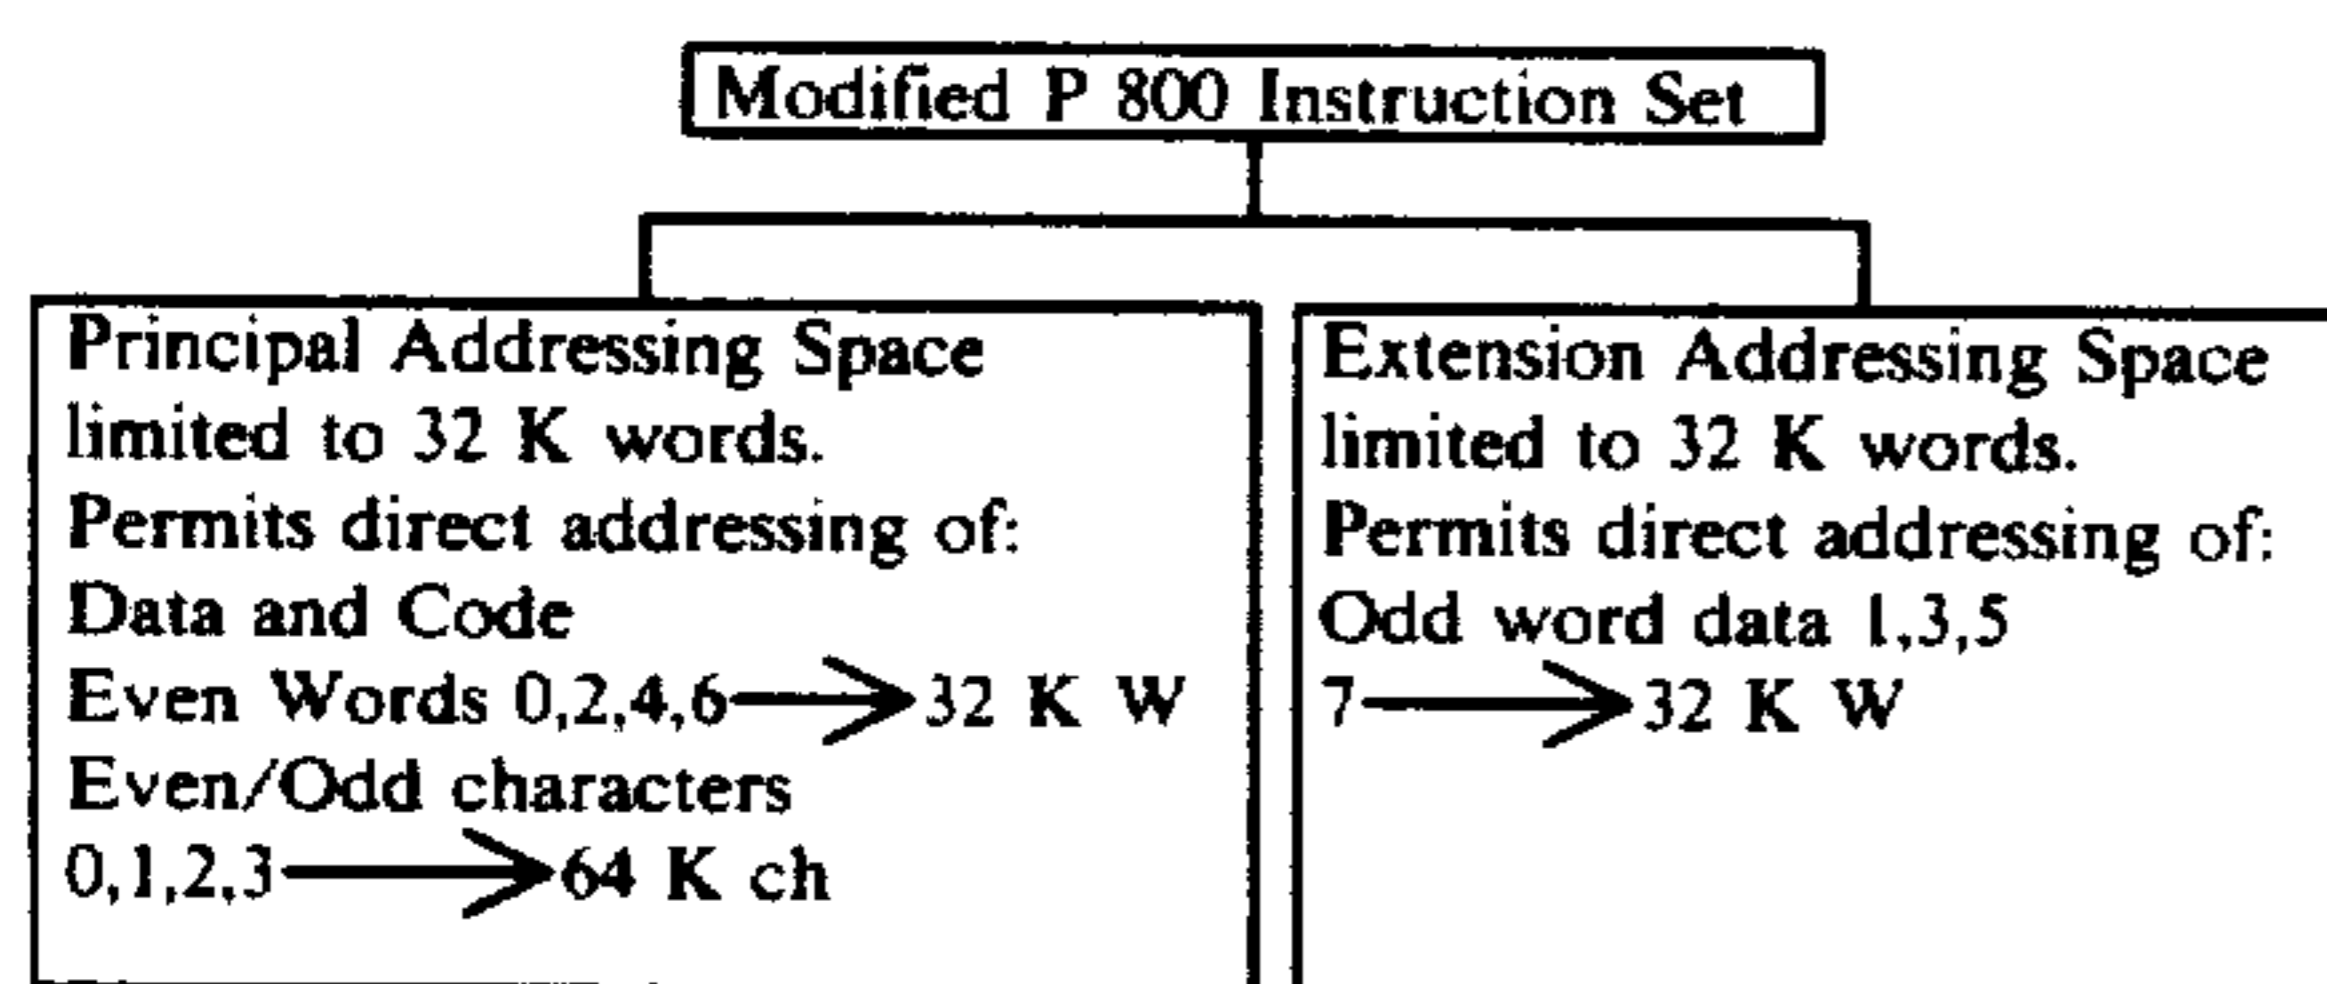 Modified P 800 Instruction Set
Principal Addressing Space
limited to 32 K words.
Permits direct addressing of:
Data and Code
Even Words 0,2,4,6→32 K W
Even/Odd characters
0,1,2,3→64 K ch
Extension Addressing Space
limited to 32 K words.
Permits direct addressing of:
Odd word data 1,3,5
7→32 K W